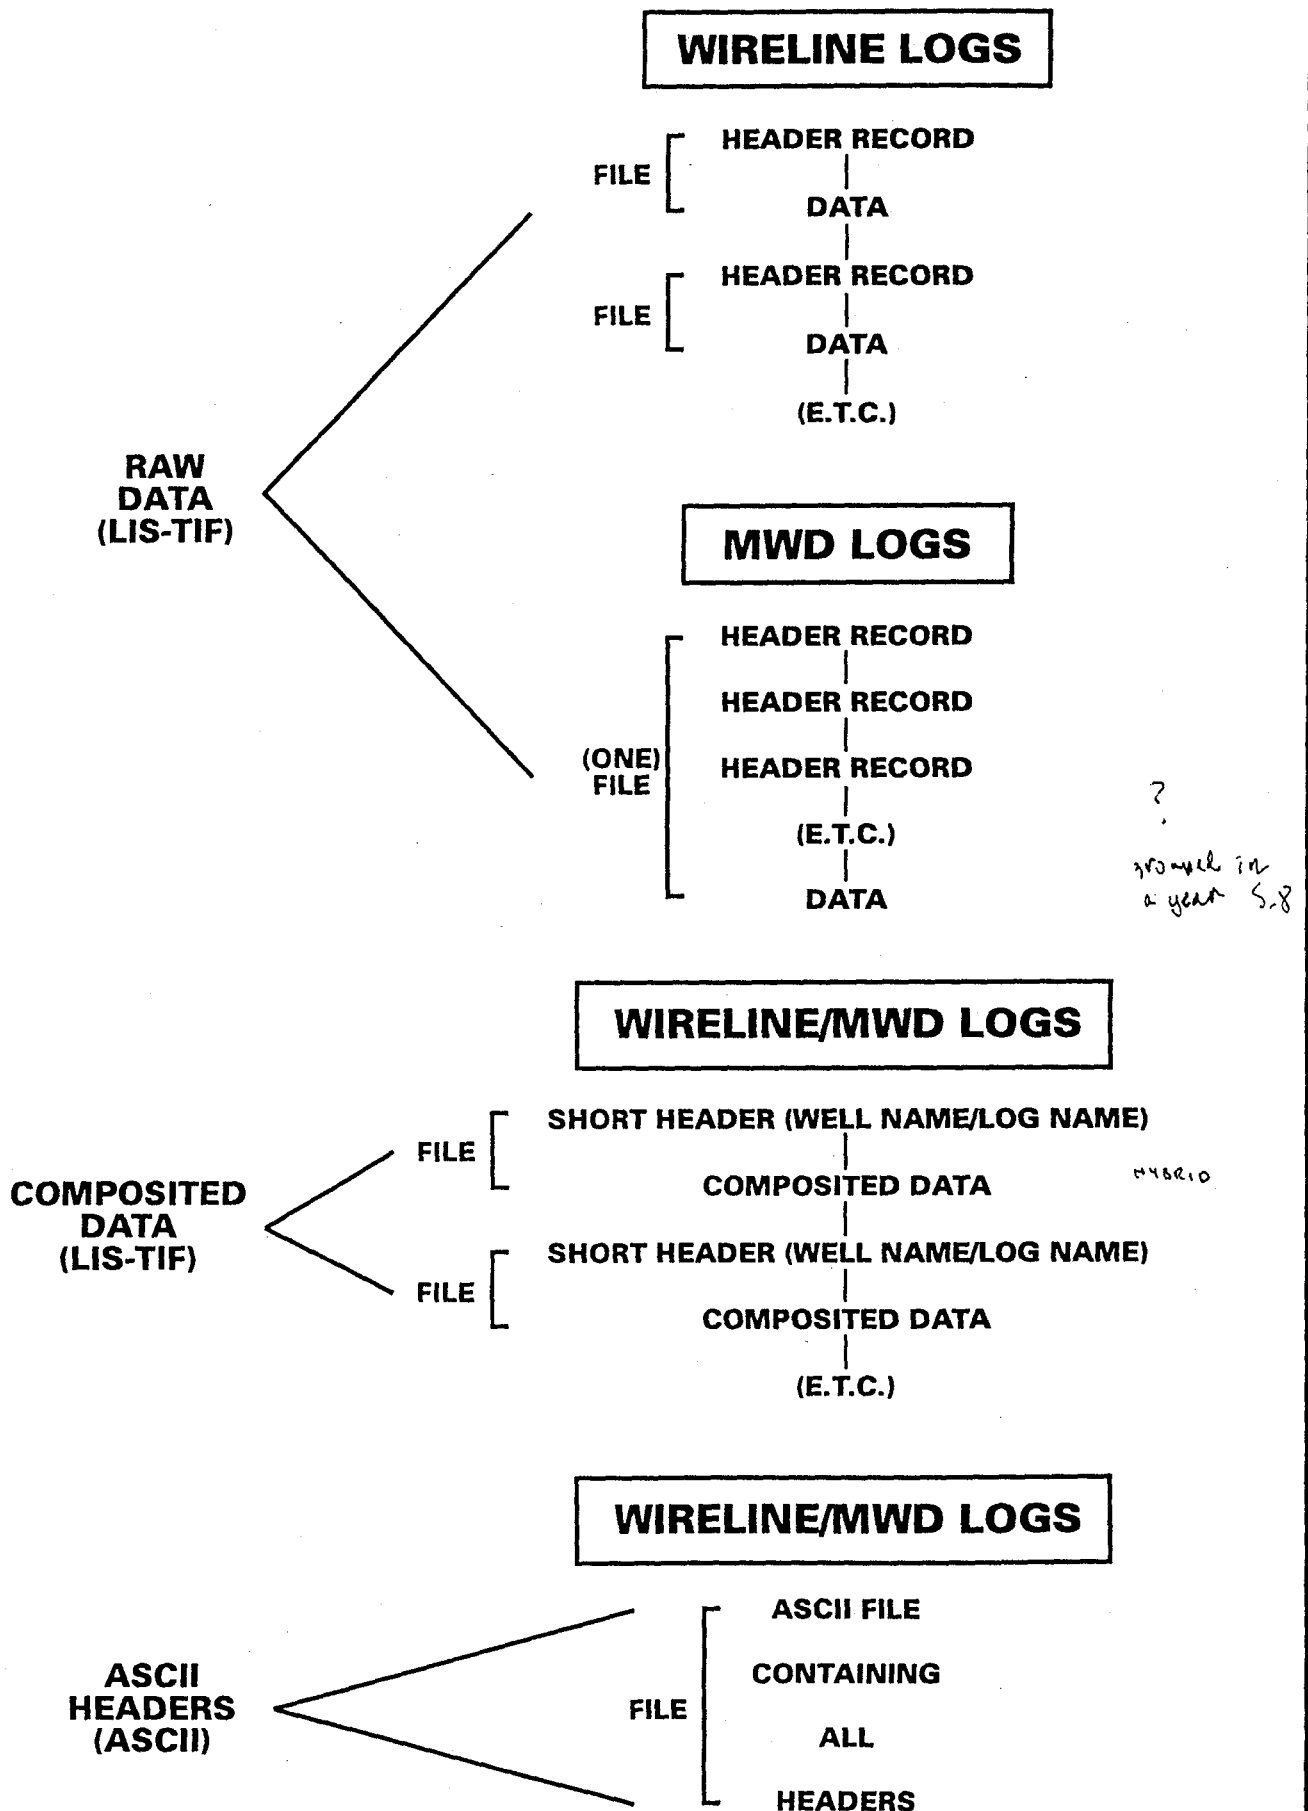 WIRELINE LOGS
HEADER RECORD
FILE
DATA
HEADER RECORD
FILE
DATA
(E.T.C.)
RAW
DATA
(LIS-TIF)
MWD LOGS
HEADER RECORD
HEADER RECORD
(ONE)
FILE
HEADER RECORD
(E.T.C.)
DATA
?
in
a year 5.8
WIRELINE/MWD LOGS
SHORT HEADER (WELL NAME/LOG NAME)
FILE
COMPOSITED DATA
HYBRID
COMPOSITED
DATA
(LIS-TIF)
SHORT HEADER (WELL NAME/LOG NAME)
FILE
COMPOSITED DATA
(E.T.C.)
WIRELINE/MWD LOGS
ASCII
HEADERS
(ASCII)
FILE
ASCII FILE
CONTAINING
ALL
HEADERS